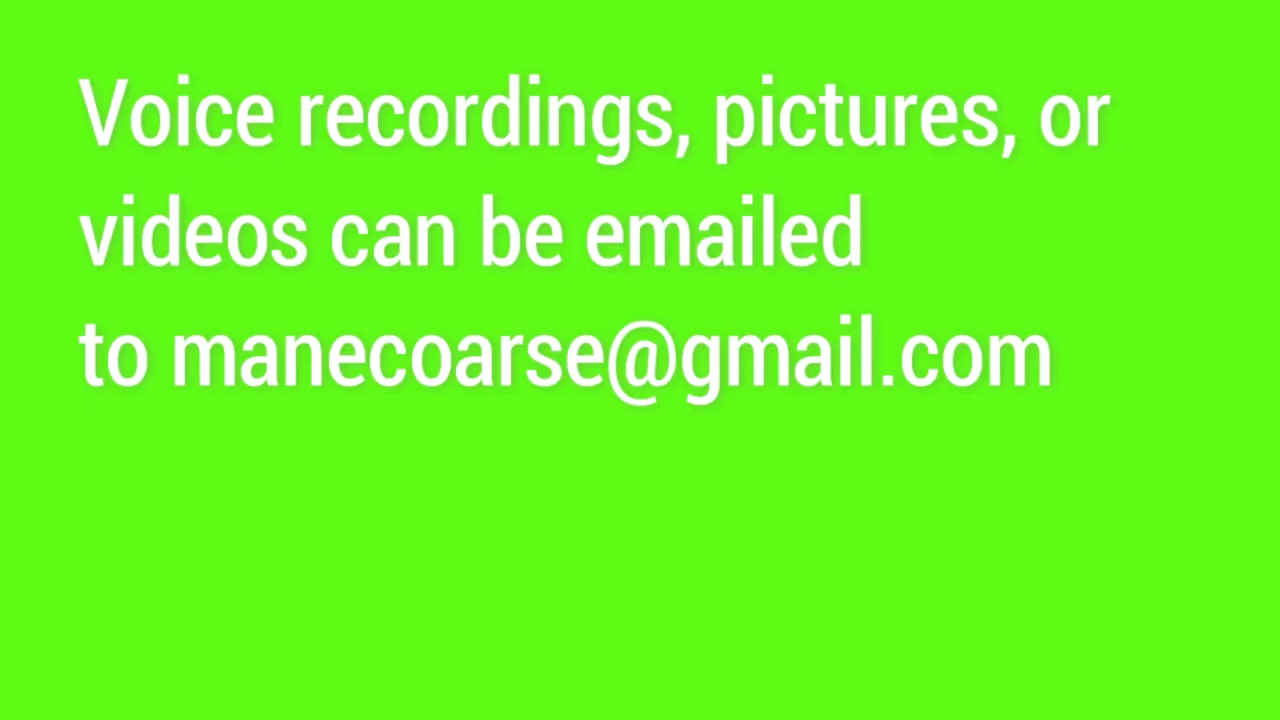 Voice recordings, pictures, or
videos can be emailed
to manecoarse@gmail.com